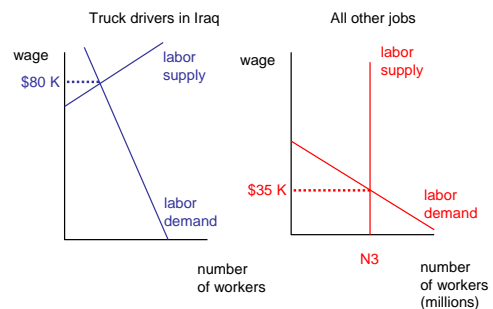 Truck drivers in Iraq
wage
$80 K
labor
supply
labor
demand
number
of workers
All other jobs
wage
labor
supply
$35 K
labor
demand
N3
number
of workers
(millions)